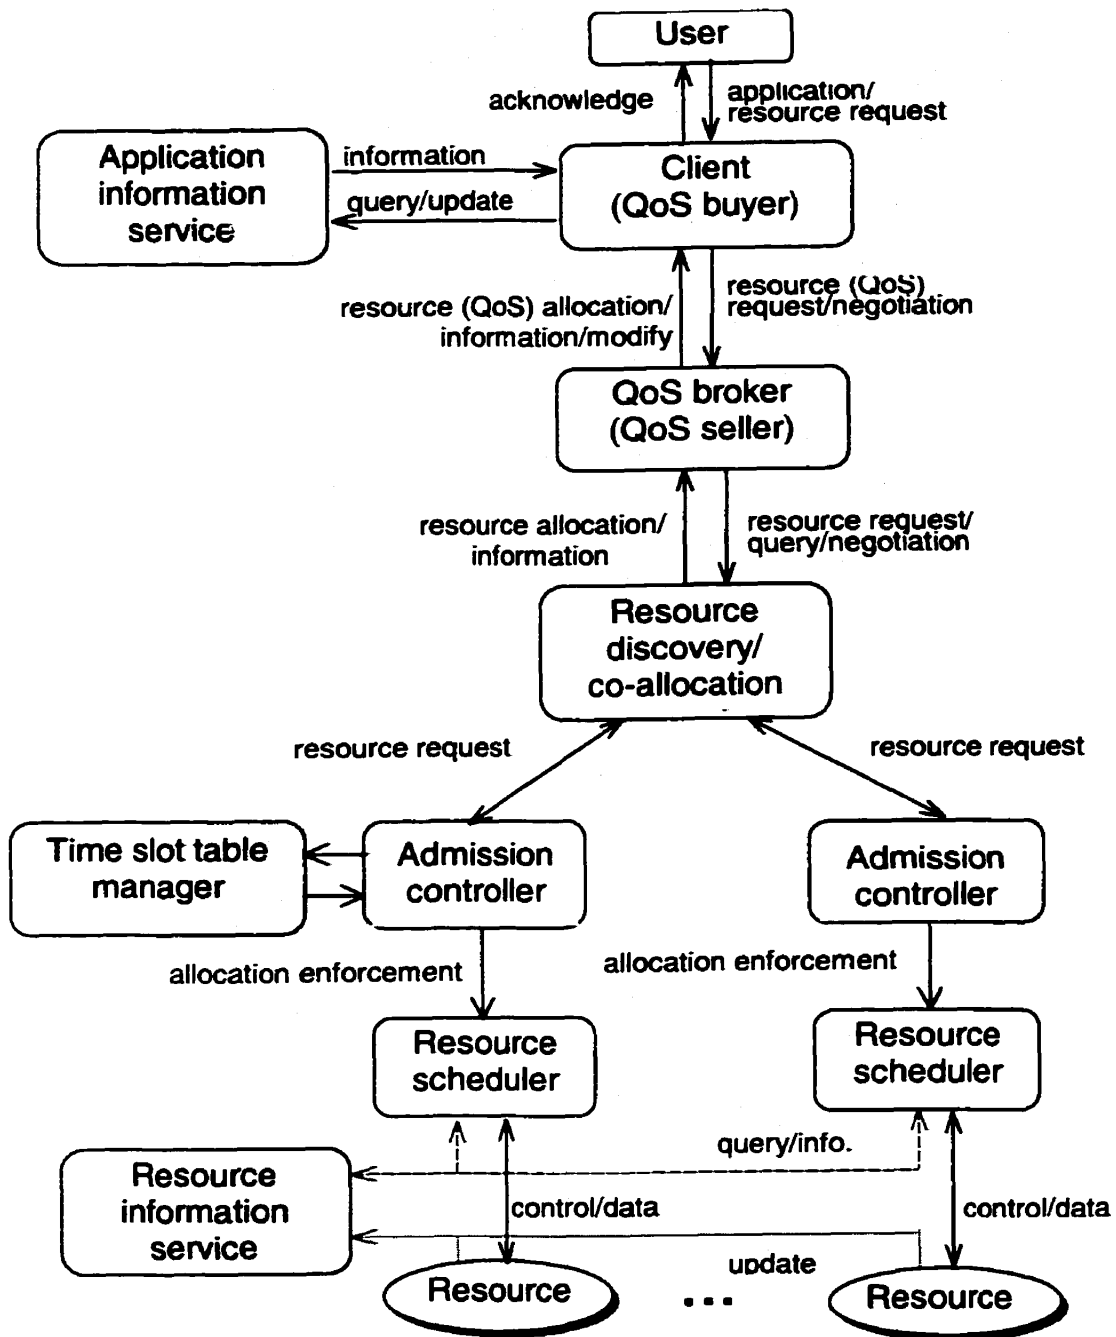 User
acknowledge
application/
resource request
Application
information
service
information
query/update
Client
(QoS buyer)
resource (QoS) allocation/
information/modify
resource (QoS)
request/negotiation
QoS broker
(QoS seller)
resource allocation/
information
resource request/
query/negotiation
Resource
discovery/
co-allocation
resource request
resource request
Time slot table
manager
Admission
controller
Admission
controller
allocation enforcement
allocation enforcement
Resource
scheduler
Resource
scheduler
query/info.
Resource
information
service
control/data
control/data
update
Resource
...
Resource